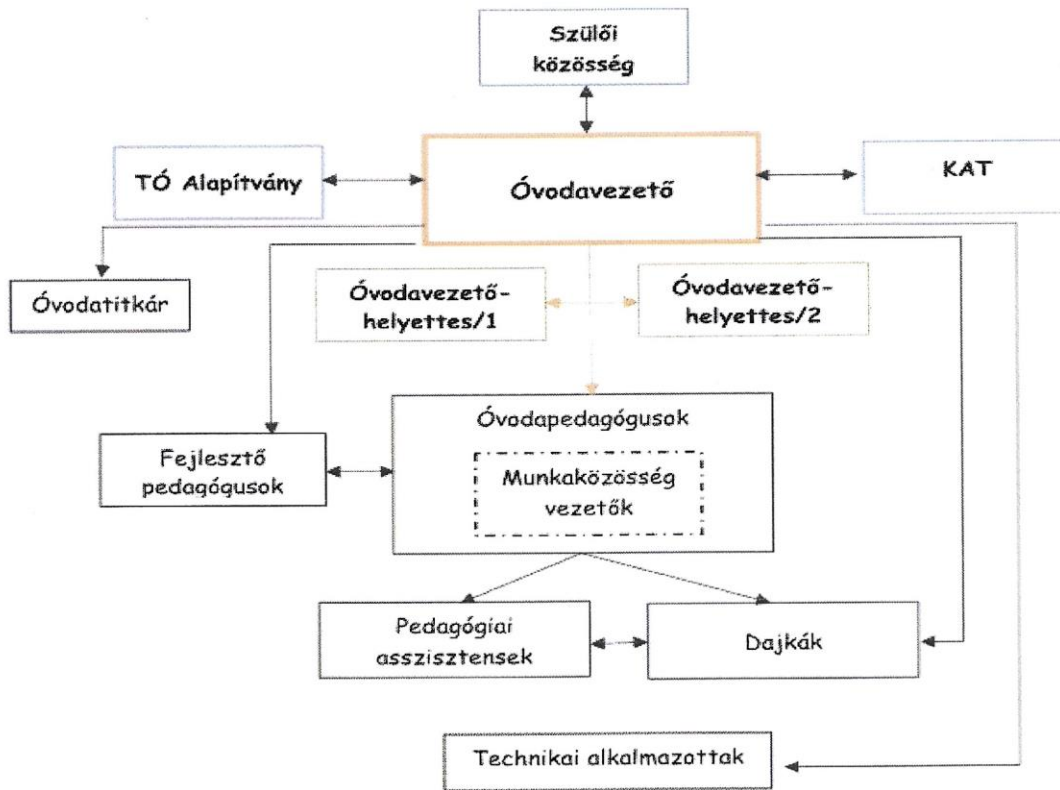 Szülői
közösség
TÓ Alapítvány
Óvodavezető
KAT
Óvodatitkár
Óvodavezető-
helyettes/1
Óvodavezető-
helyettes/2
Óvodapedagógusok
Fejlesztő
pedagógusok
Munkaközösség
vezetők
Pedagógiai
asszisztensek
Dajkák
Technikai alkalmazottak